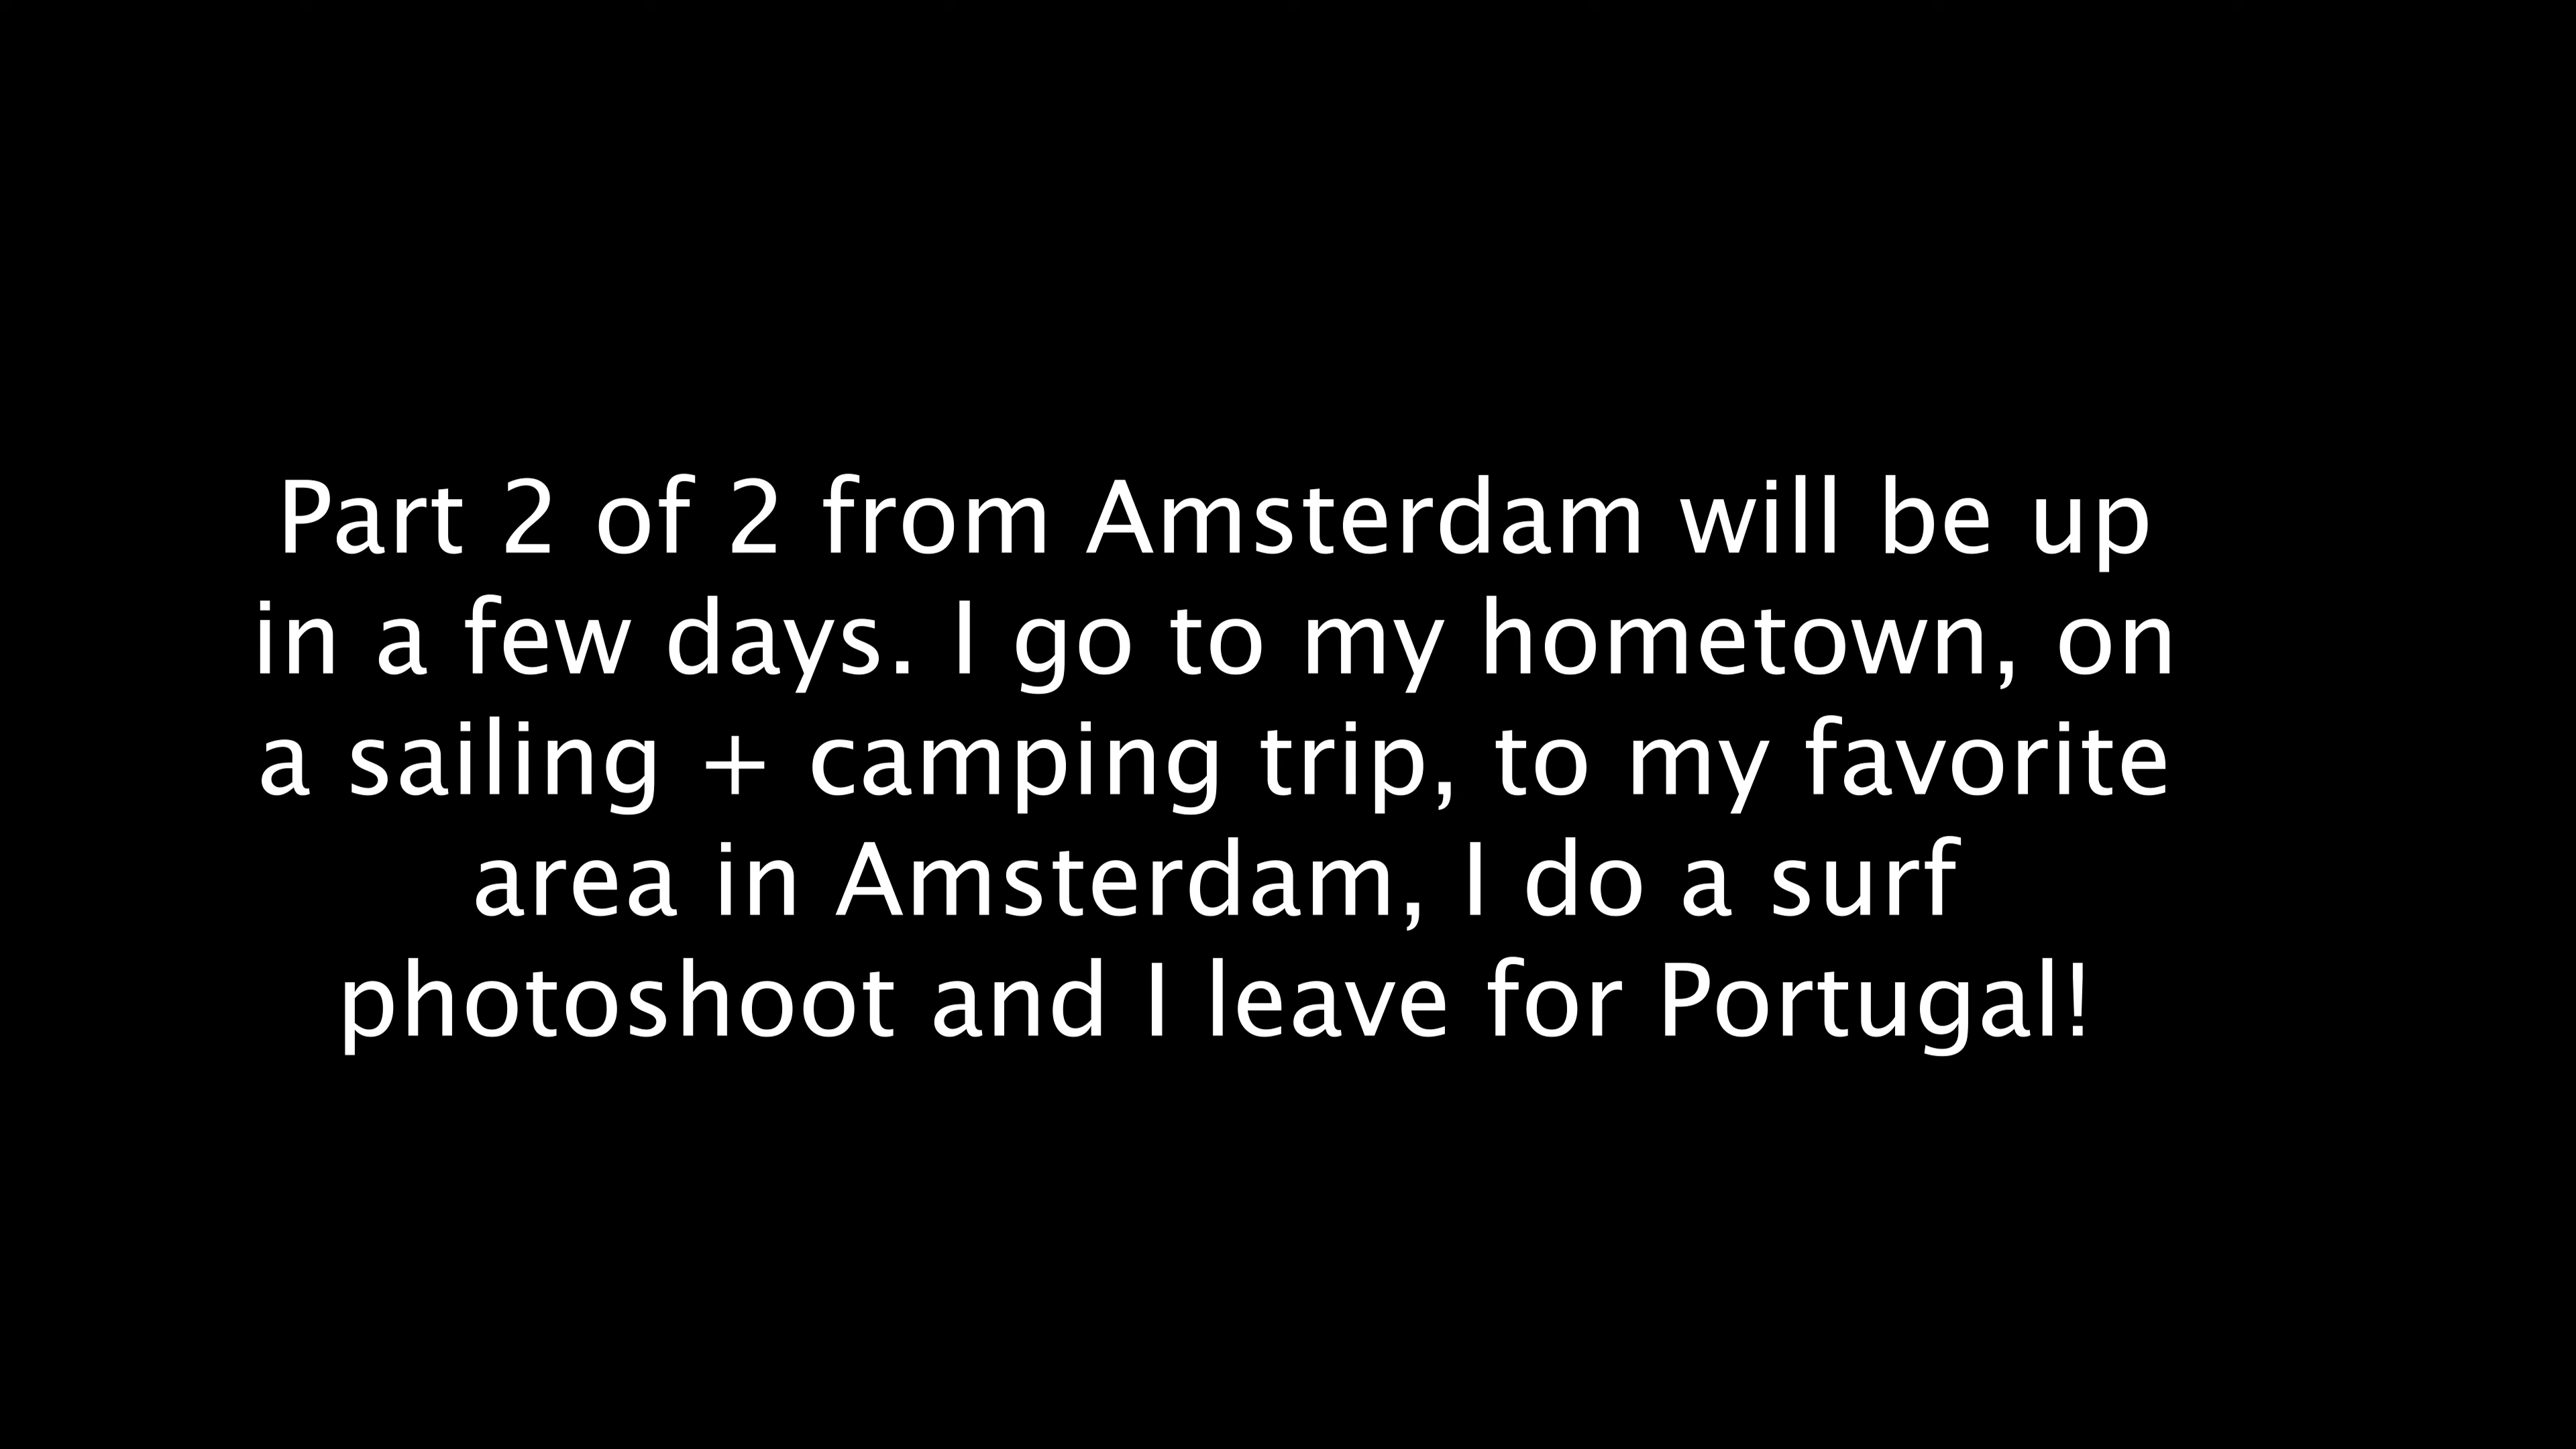 Part 2 of 2 from Amsterdam will be up
in a few days. I go to my hometown, on
a sailing + camping trip, to my favorite
area in Amsterdam, I do a surf
photoshoot and I leave for Portugal!